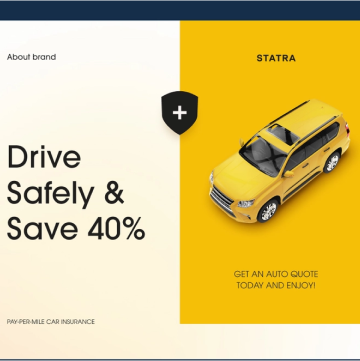 About brand
STATRA
Drive
Safely &
Save 40%
GET AN AUTO QUOTE
TODAY AND ENJOY!
PAY-PER-MILE CAR INSURANCE